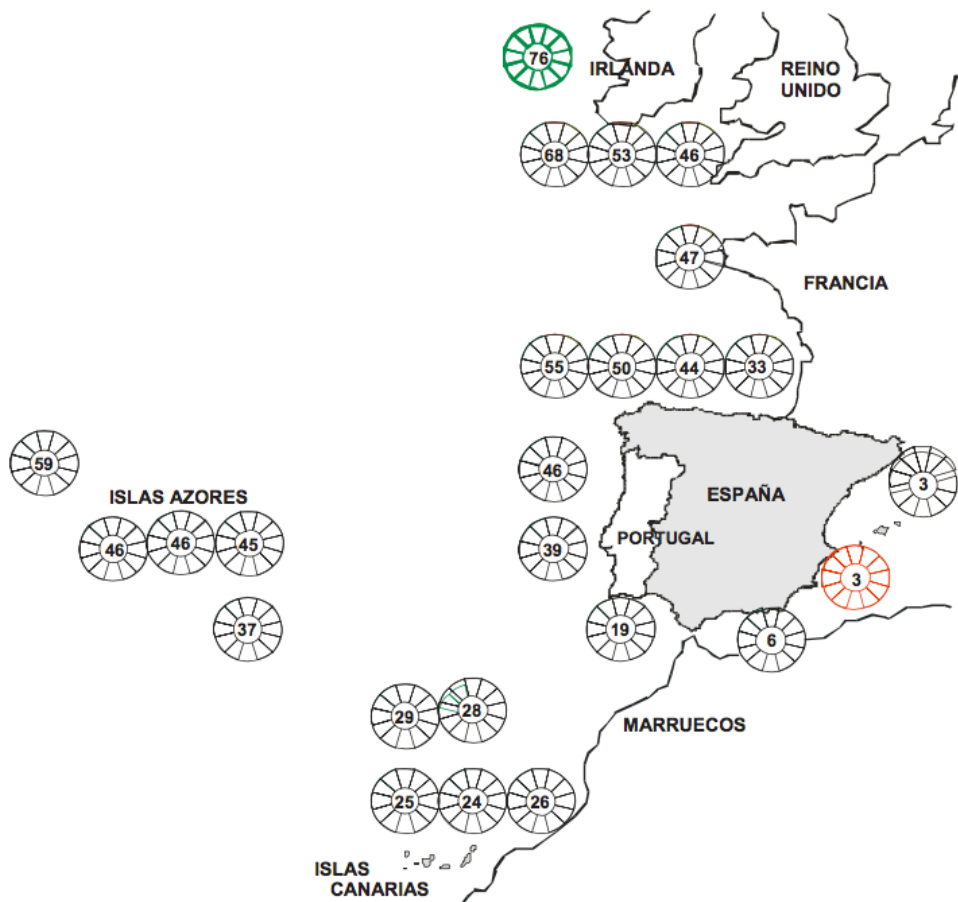 76
IRLANDA
REINO
UNIDO
68 53 46
47
FRANCIA
55 50 44 33
59
46
ESPAÑA
3
ISLAS AZORES
46 46 45
39
PORTUGAL
3
37
19
6
29 28
MARRUECOS
25 24 26
ISLAS
CANARIAS